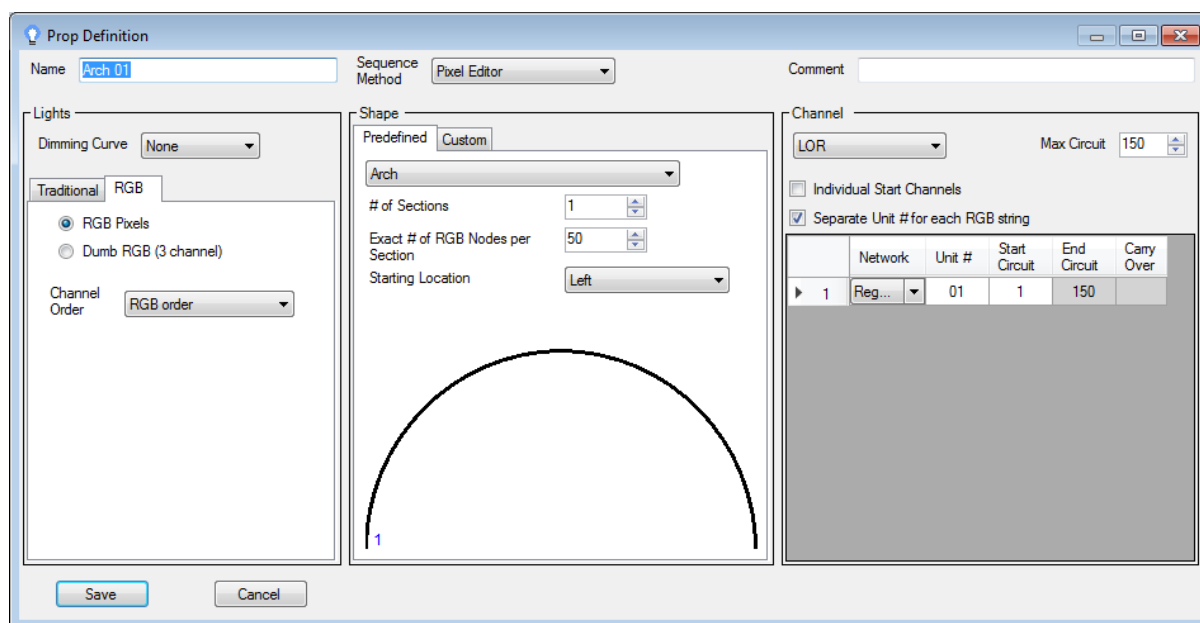 Prop Definition
Name Arch 01 Sequence Method Pixel Editor Comment
Lights
Dimming Curve None
Traditional RGB
RGB Pixels
Dumb RGB (3 channel)
Channel Order RGB order
Shape
Predefined Custom
Arch
# of Sections 1
Exact # of RGB Nodes per Section 50
Starting Location Left
1
Channel
LOR Max Circuit 150
Individual Start Channels
Separate Unit # for each RGB string
Network Unit # Start Circuit End Circuit Carry Over
1 Reg... 01 1 150
Save Cancel